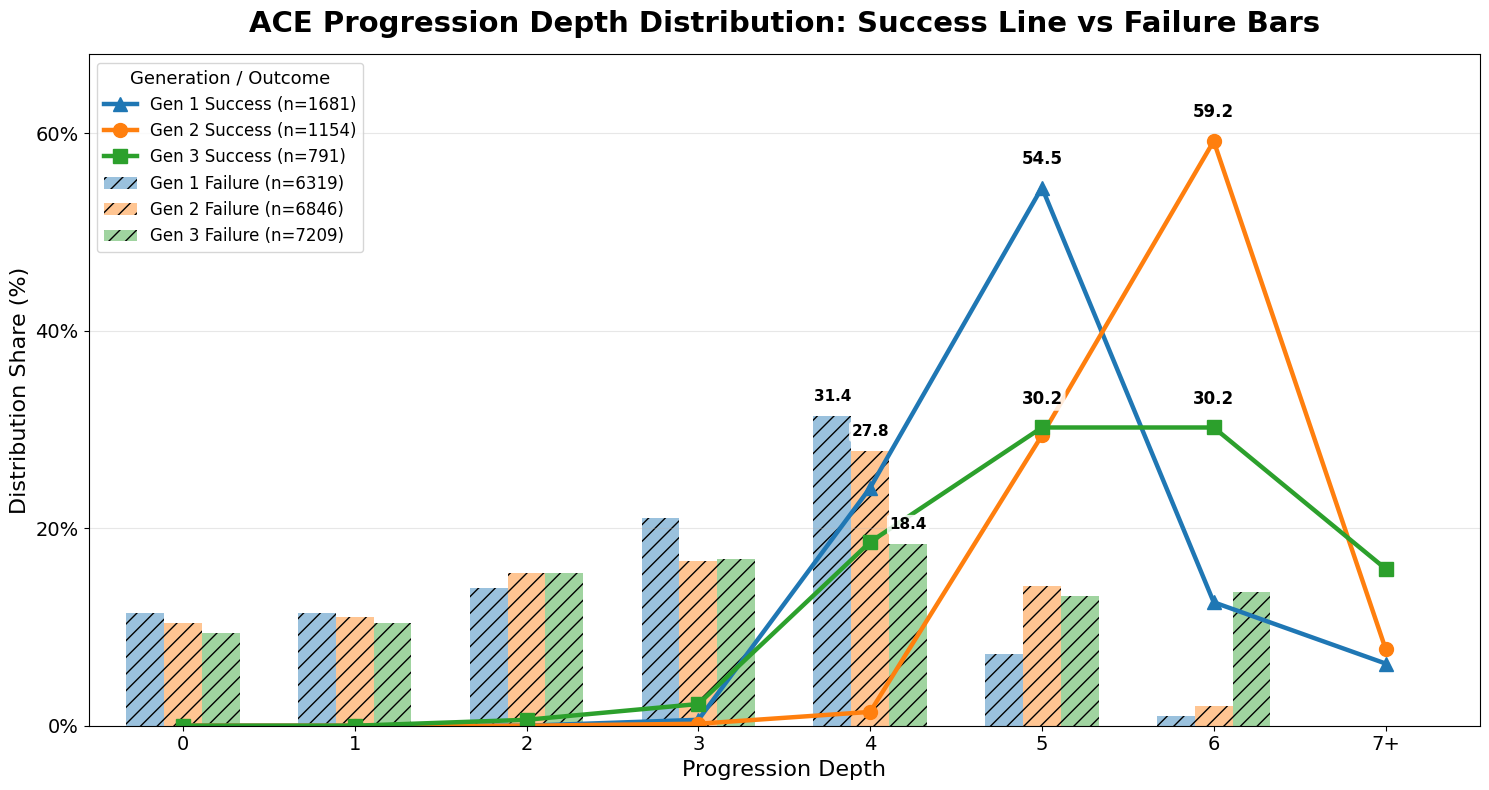 ACE Progression Depth Distribution: Success Line vs Failure Bars
Generation / Outcome
Gen 1 Success (n=1681)
Gen 2 Success (n=1154)
Gen 3 Success (n=791)
Gen 1 Failure (n=6319)
Gen 2 Failure (n=6846)
Gen 3 Failure (n=7209)
Distribution Share (%)
60%
40%
20%
0%
59.2
54.5
31.4
30.2
30.2
27.8
18.4
0 1 2 3 4 5 6 7+
Progression Depth